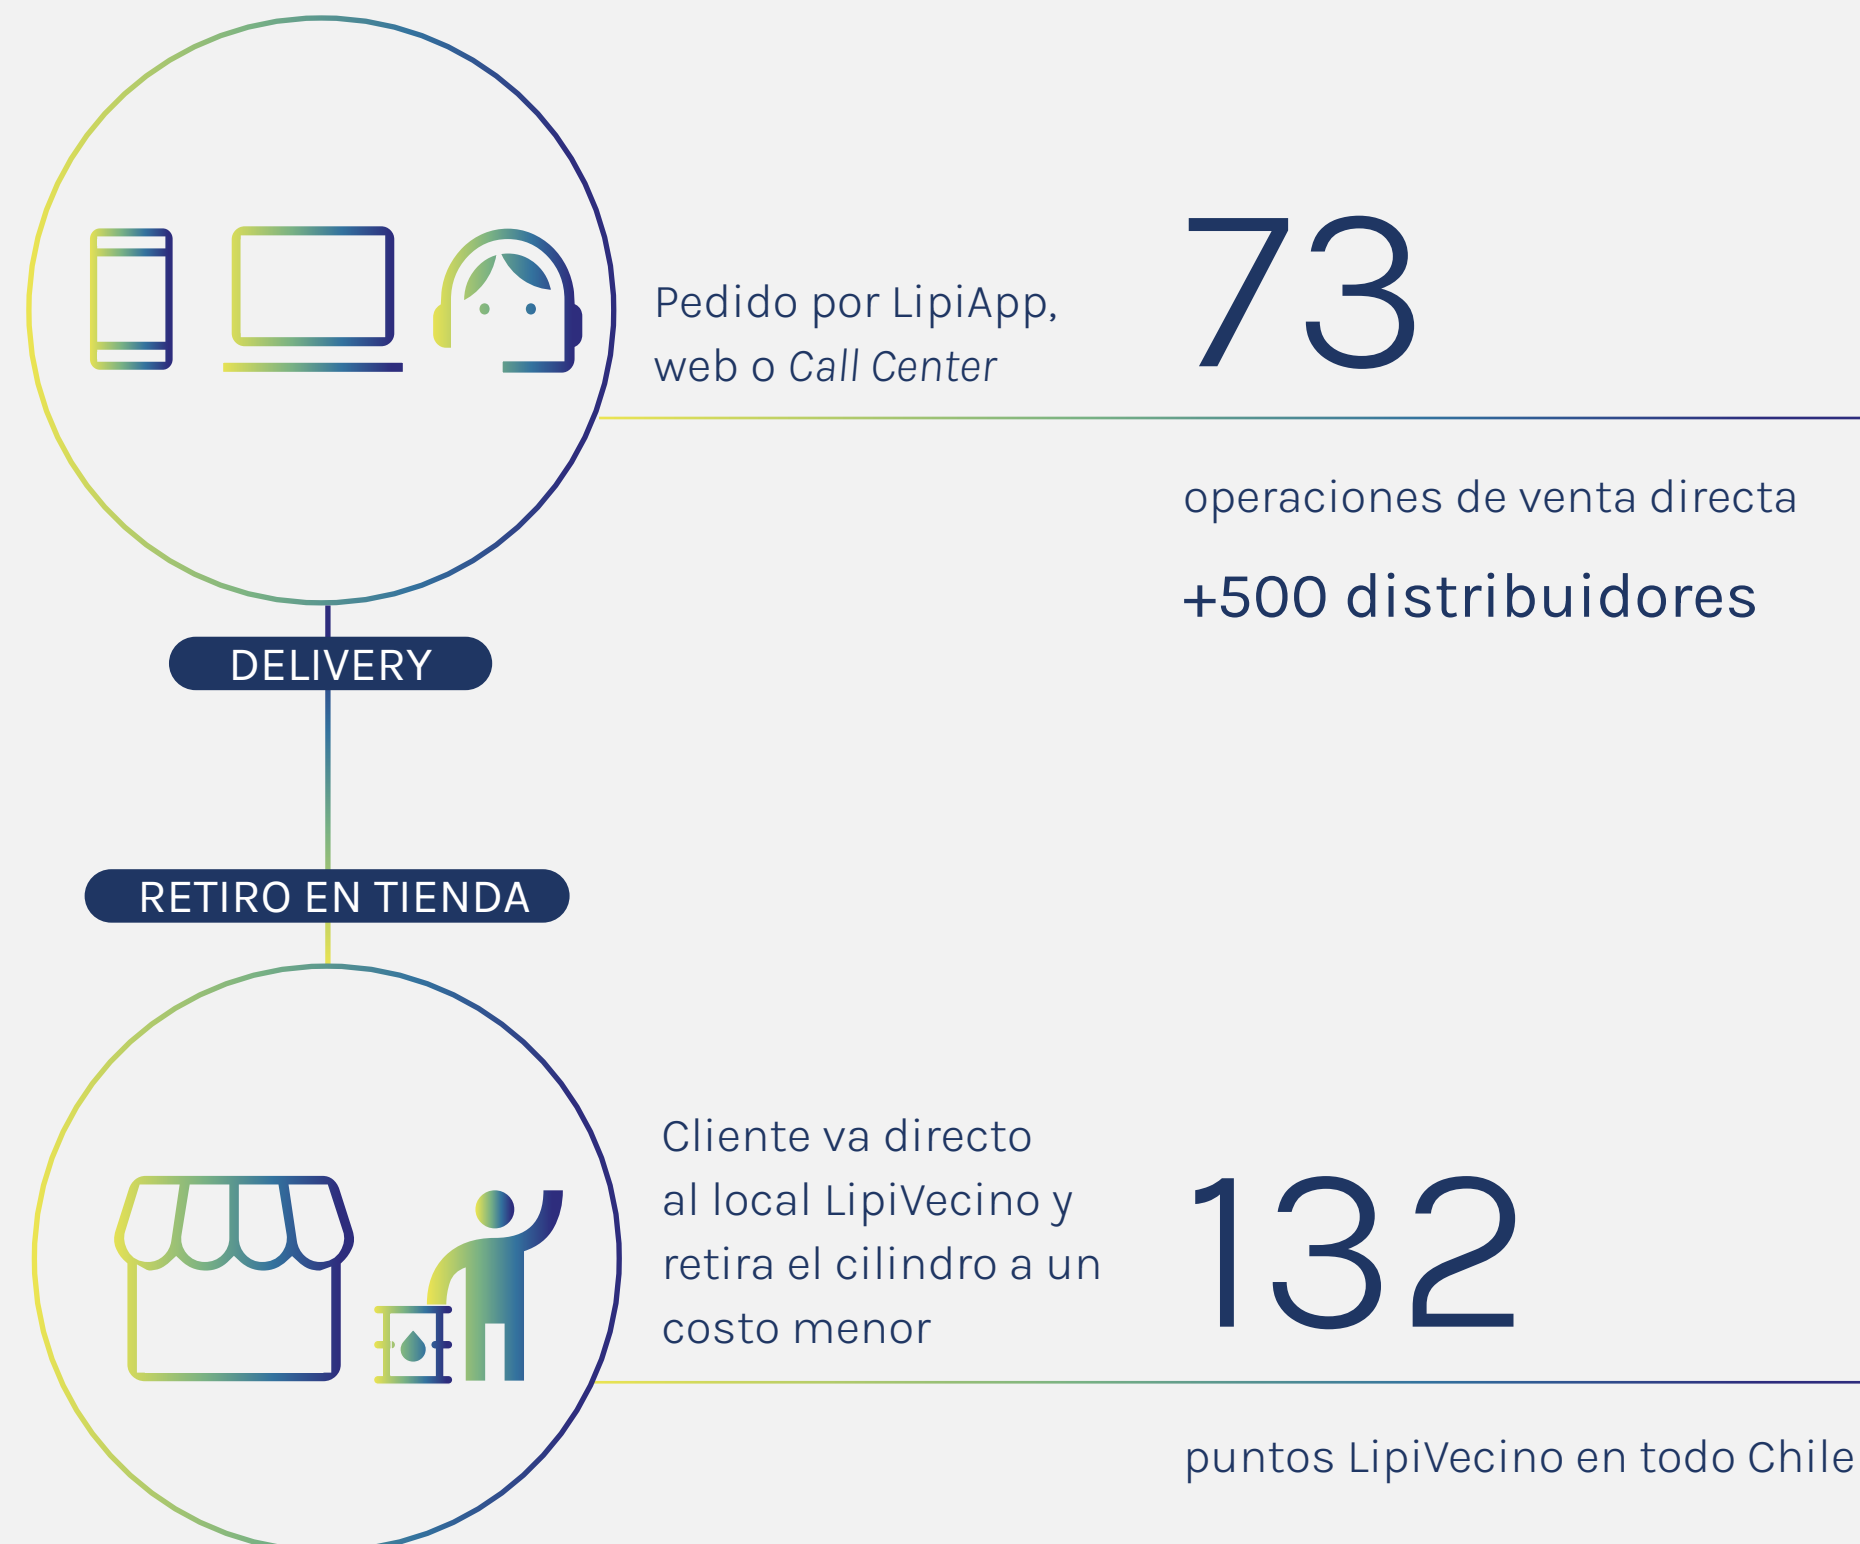 Pedido por LipiApp,
web o Call Center
73
operaciones de venta directa
+500 distribuidores
DELIVERY
RETIRO EN TIENDA
Cliente va directo
al local LipiVecino y
retira el cilindro a un
costo menor
132
puntos LipiVecino en todo Chile